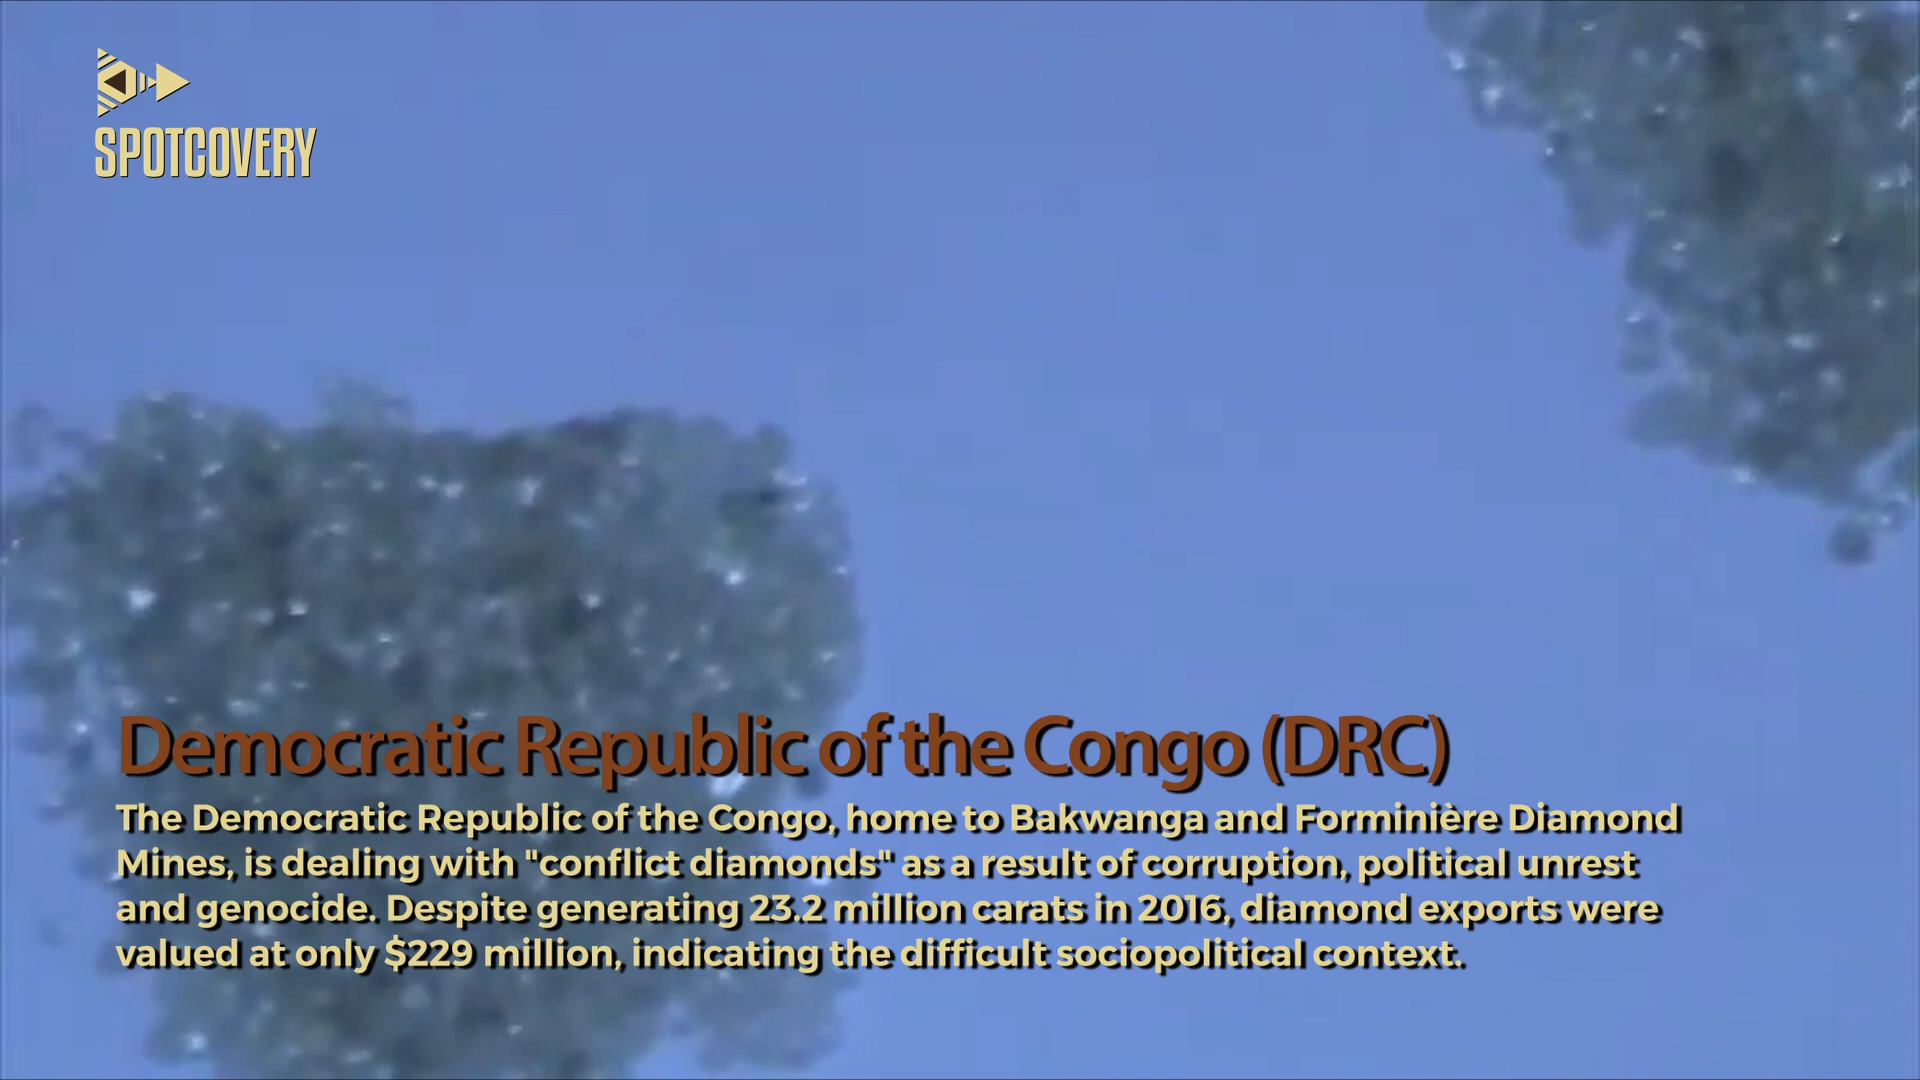 SPOTCOVERY
Democratic Republic of the Congo (DRC)
The Democratic Republic of the Congo, home to Bakwanga and Forminière Diamond
Mines, is dealing with "conflict diamonds" as a result of corruption, political unrest
and genocide. Despite generating 23.2 million carats in 2016, diamond exports were
valued at only $229 million, indicating the difficult sociopolitical context.